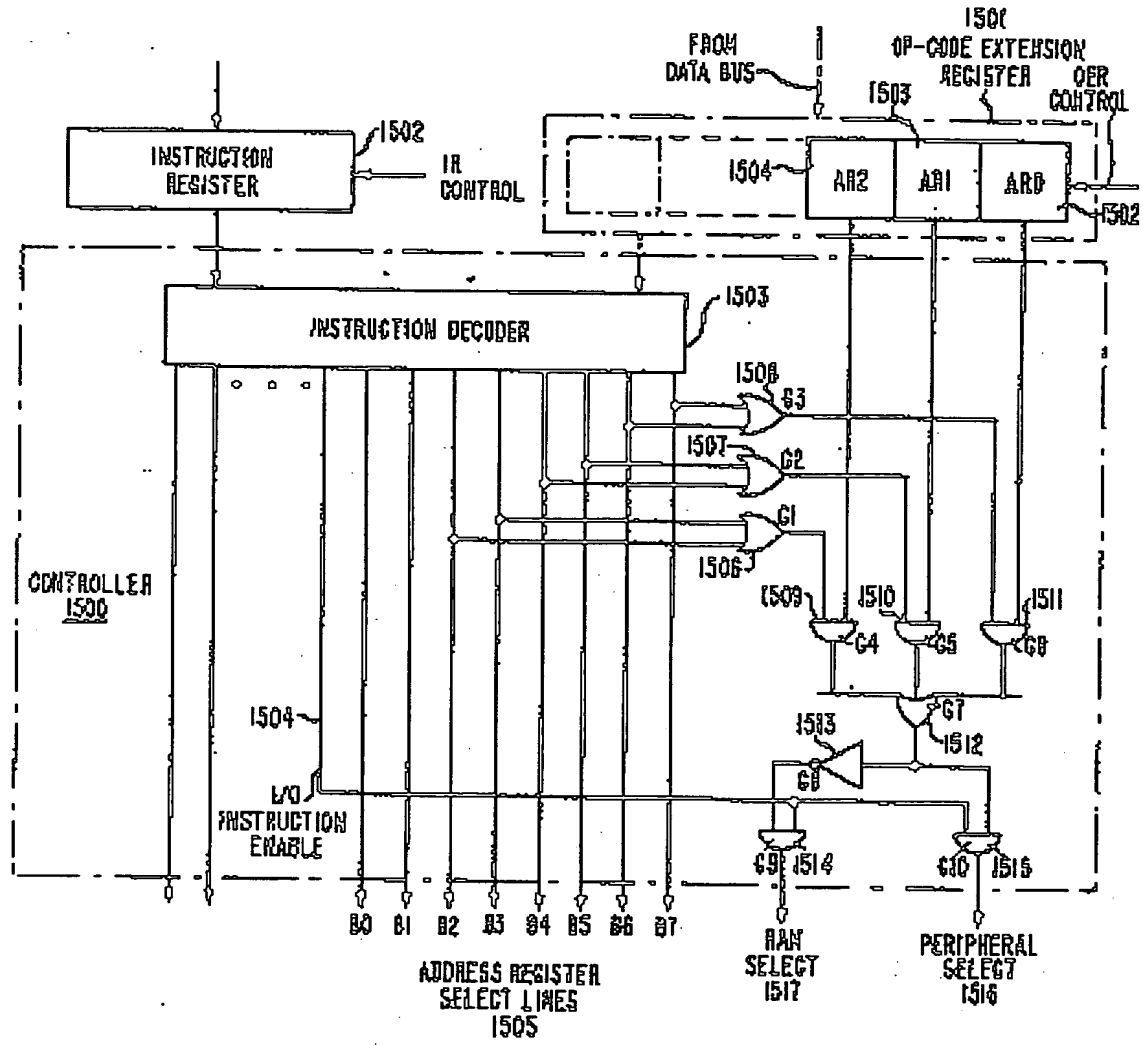 1501
OP-CODE EXTENSION
REGISTER
FROM
DATA BUS
OER
CONTROL
1503
1502
INSTRUCTION
REGISTER
IR
CONTROL
1504
AR2
AR1
AR0
1502
1503
INSTRUCTION DECODER
1508
G3
1507
G2
G1
1506
CONTROLLER
1500
1509
1510
1511
G4
G5
G6
1504
G7
1512
1513
G8
I/O
INSTRUCTION
ENABLE
G9
1514
G10
1515
B0
B1
B2
B3
B4
B5
B6
B7
RAM
SELECT
1517
PERIPHERAL
SELECT
1516
ADDRESS REGISTER
SELECT LINES
1505